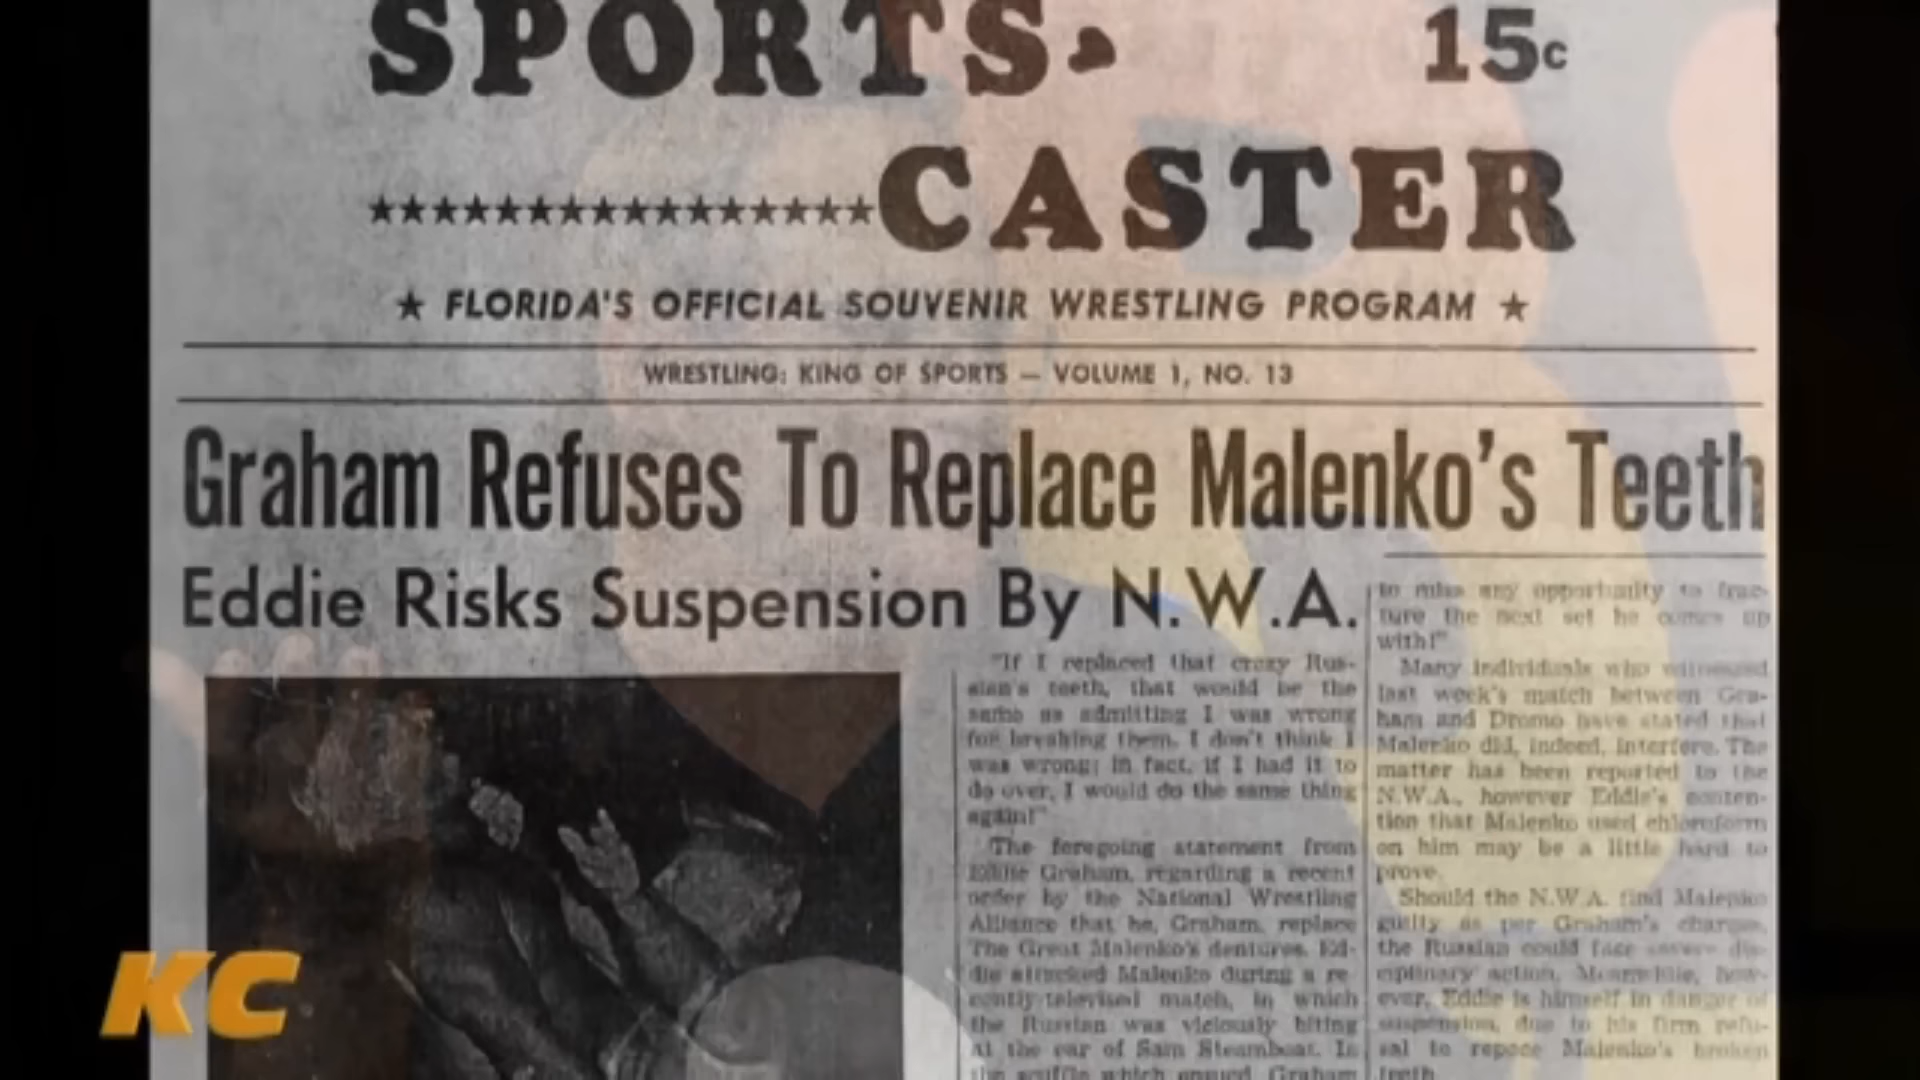 SPORTS-
15c
CASTER
FLORIDA'S OFFICIAL SOUVENIR WRESTLING PROGRAM
WRESTLING: KING OF SPORTS — VOLUME 1, NO. 13
Graham Refuses To Replace Malenko's Teeth
Eddie Risks Suspension By N.W.A.
"If I replaced that crazy Rus-
sian's teeth, that would be the
same as admitting I was wrong
for breaking them. I don't think I
was wrong; in fact, if I had it to
do over, I would do the same thing
again!"
The foregoing statement from
Eddie Graham, regarding a recent
order by the National Wrestling
Alliance that he, Graham, replace
The Great Malenko's dentures. Ed-
die attacked Malenko during a re-
cently televised match, in which
the Russian was viciously biting
at the ear of Sam Steamboat. In
the scuffle which ensued, Graham
to miss any opportunity to frac-
ture the next set he comes up
with!"
Many individuals who witnessed
last week's match between Gra-
ham and Dromo have stated that
Malenko did, indeed, interfere. The
matter has been reported to the
N.W.A., however Eddie's conten-
tion that Malenko used chloroform
on him may be a little hard to
prove.
Should the N.W.A. find Malenko
guilty as per Graham's charge,
the Russian could face severe dis-
ciplinary action. Meanwhile, how-
ever, Eddie is himself in danger of
suspension, due to his firm refu-
sal to Malenko's broken
teeth.
KC